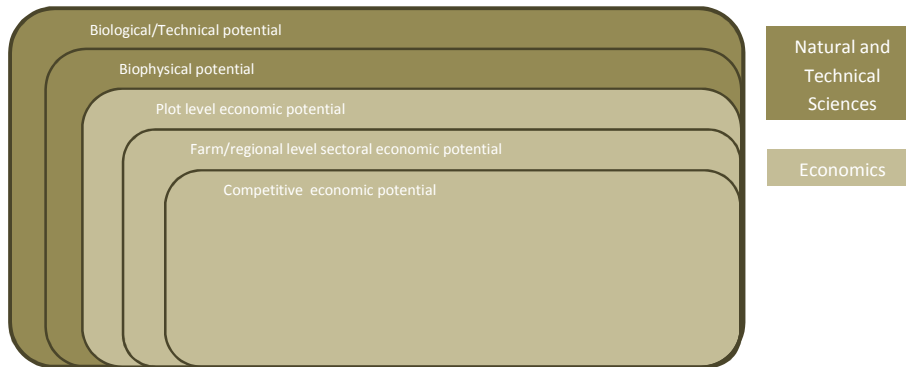 Biological/Technical potential
Biophysical potential
Plot level economic potential
Farm/regional level sectoral economic potential
Competitive economic potential
Natural and
Technical
Sciences
Economics